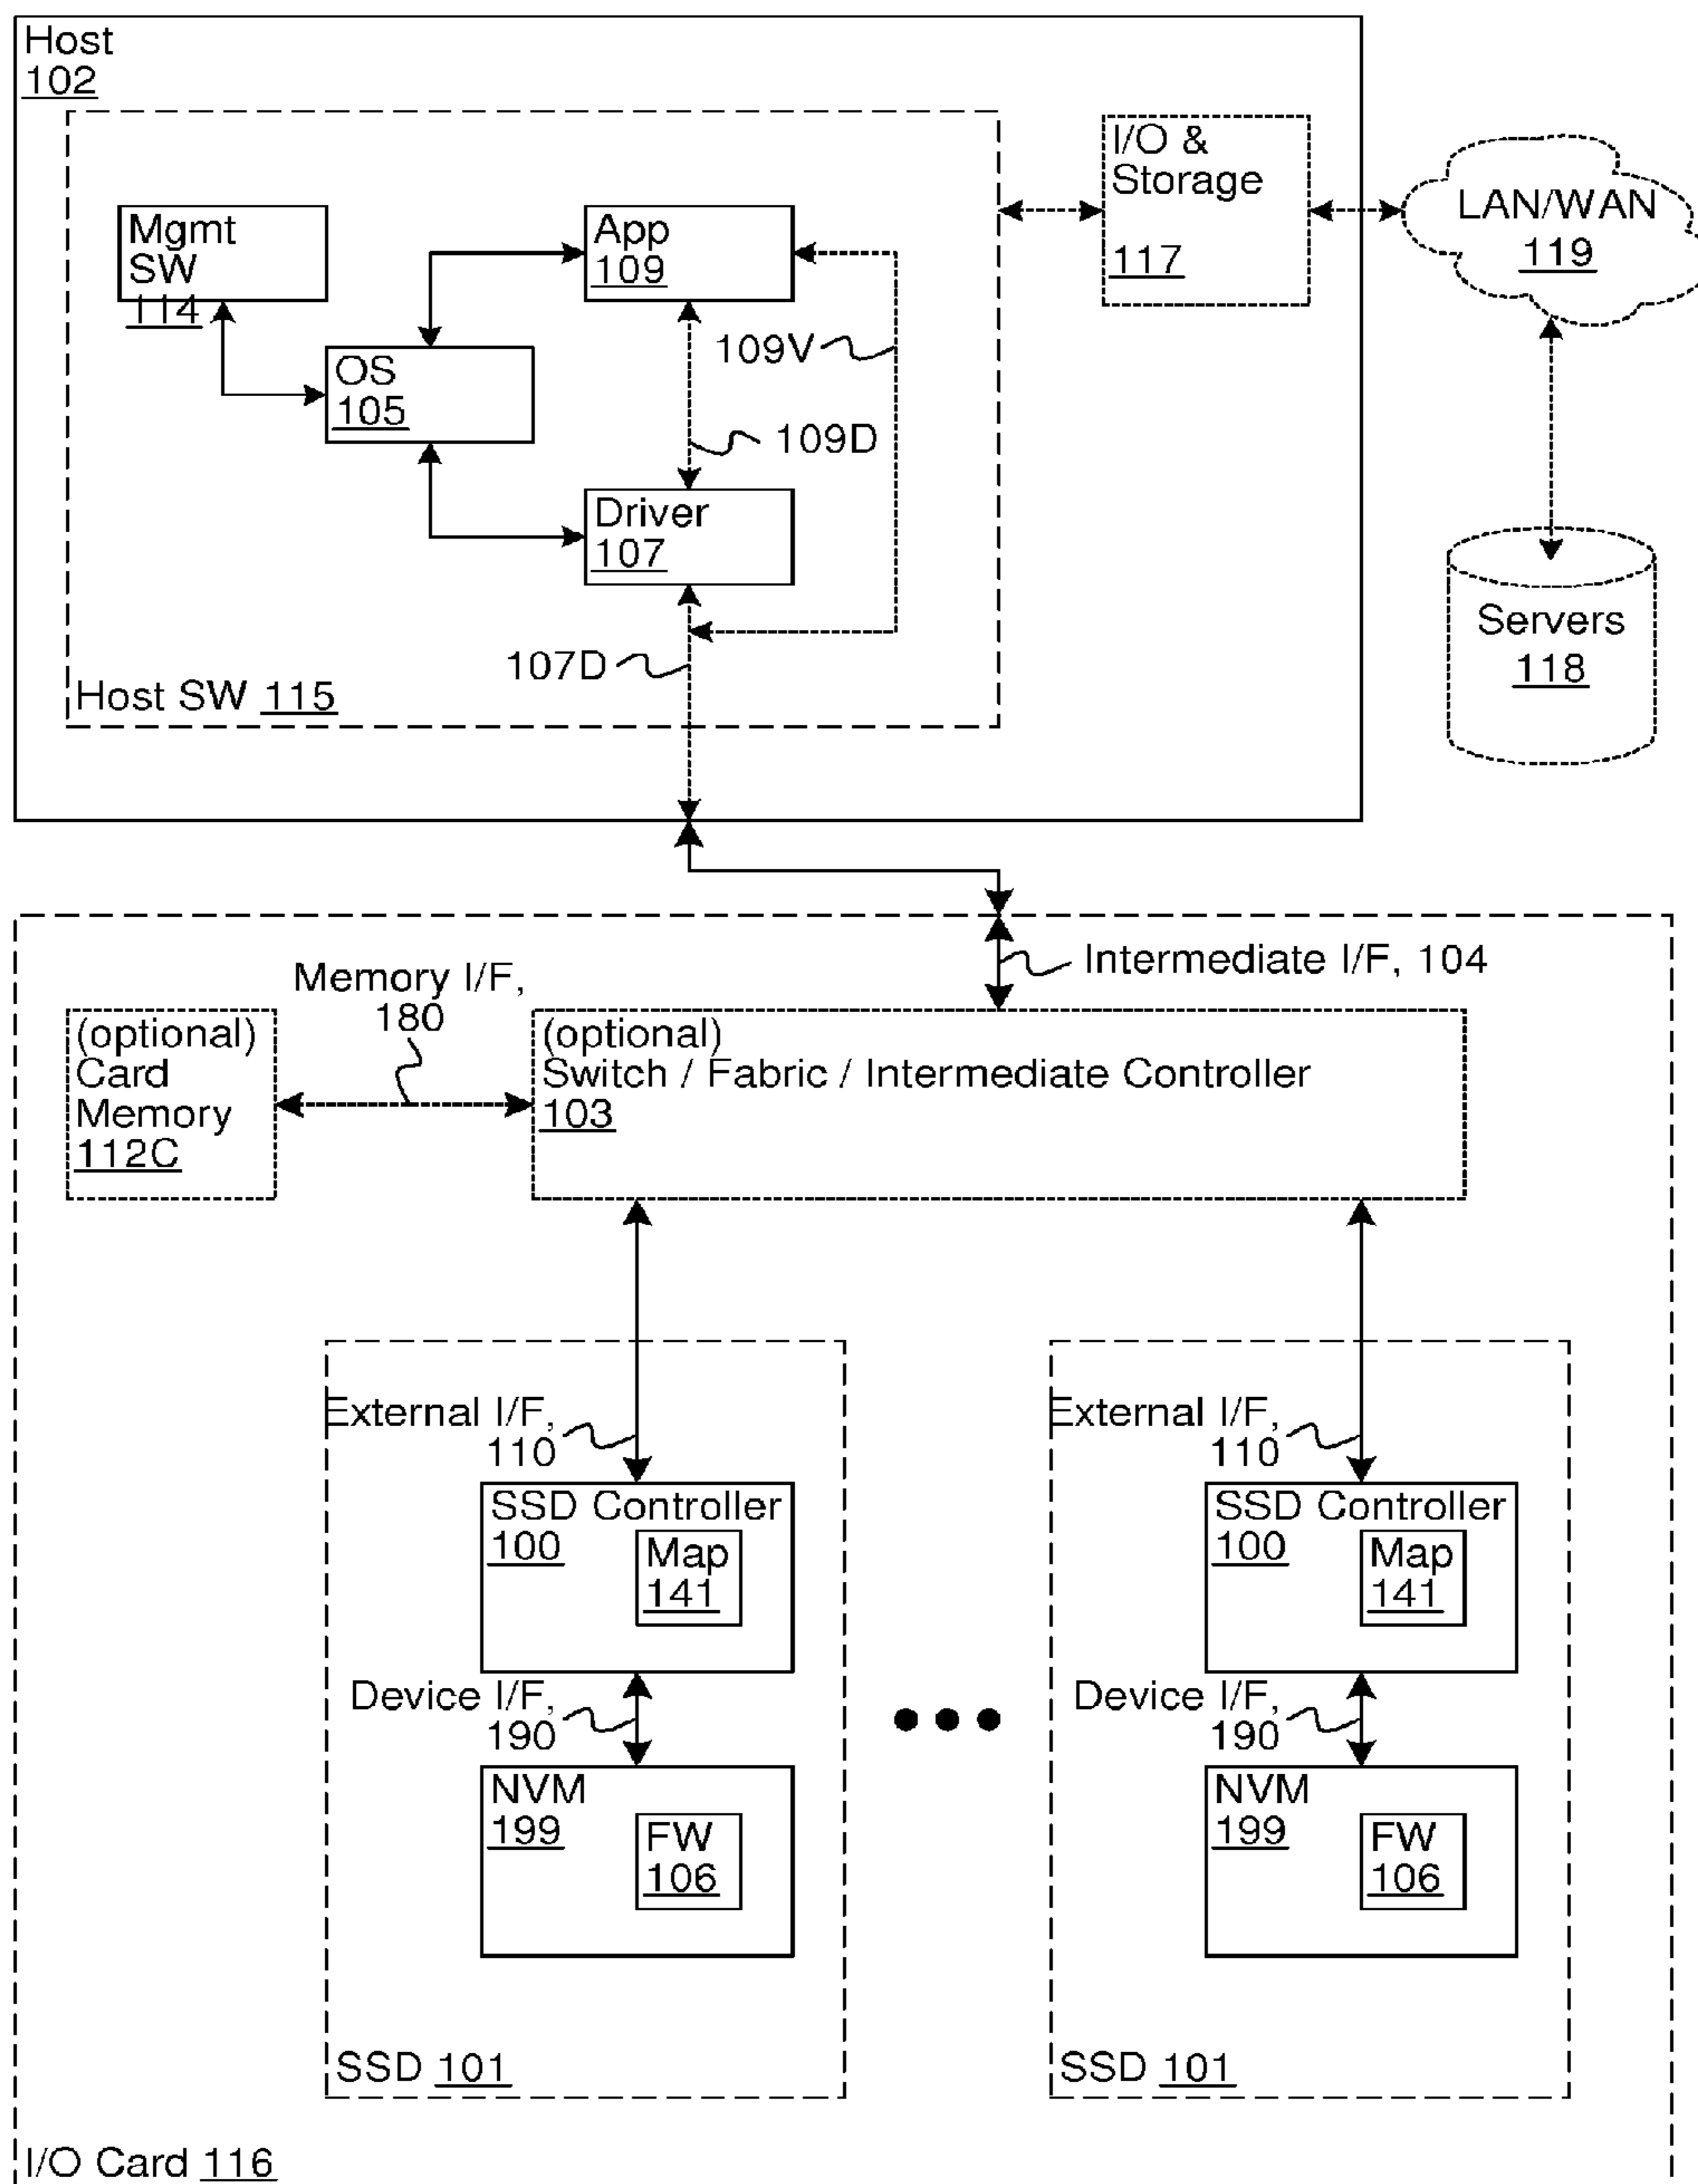 Host
102
I/O &
Storage
117
LAN/WAN
119
Mgmt
SW
114
App
109
109V
OS
105
109D
Driver
107
107D
Host SW 115
Servers
118
Intermediate I/F, 104
Memory I/F,
180
(optional)
Card
Memory
112C
(optional)
Switch / Fabric / Intermediate Controller
103
External I/F,
110
SSD Controller
100
Map
141
Device I/F,
190
NVM
199
FW
106
SSD 101
External I/F,
110
SSD Controller
100
Map
141
Device I/F,
190
NVM
199
FW
106
SSD 101
I/O Card 116